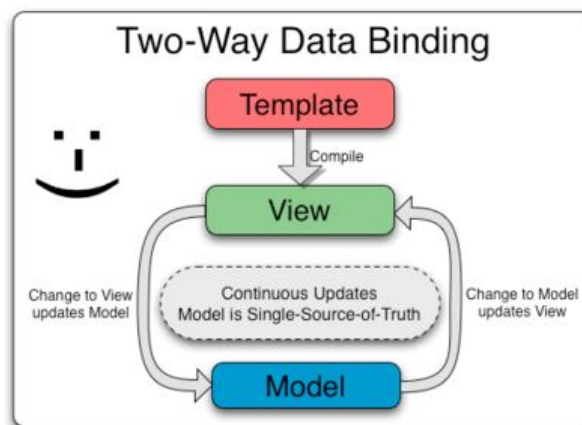 Two-Way Data Binding
Template
Compile
View
Change to View
updates Model
Continuous Updates
Model is Single-Source-of-Truth
Change to Model
updates View
Model